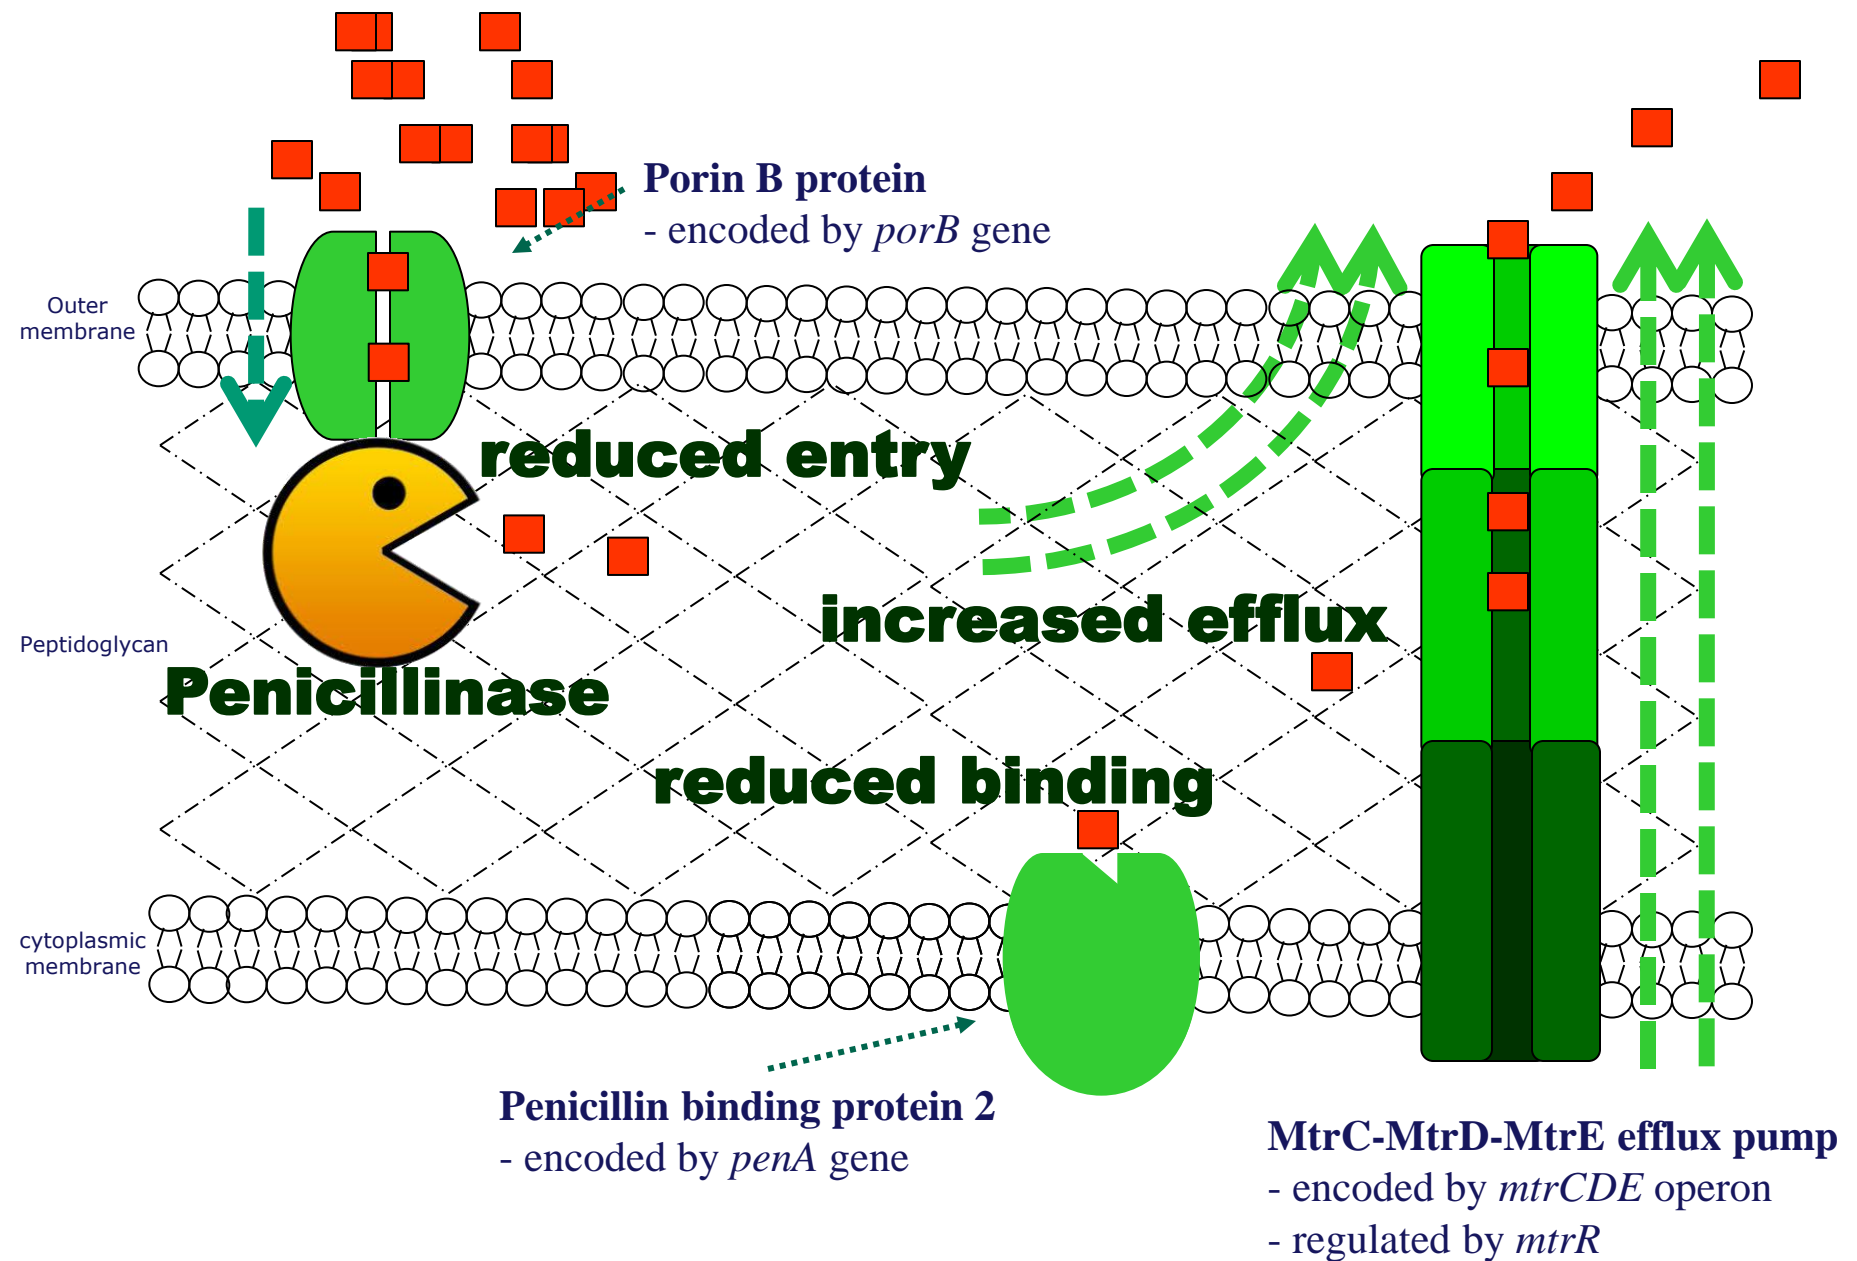 Porin B protein
- encoded by porB gene
Outer
membrane
reduced entry
increased efflux
Peptidoglycan
Penicillinase
reduced binding
cytoplasmic
membrane
Penicillin binding protein 2
- encoded by penA gene
MtrC-MtrD-MtrE efflux pump
- encoded by mtrCDE operon
- regulated by mtrR